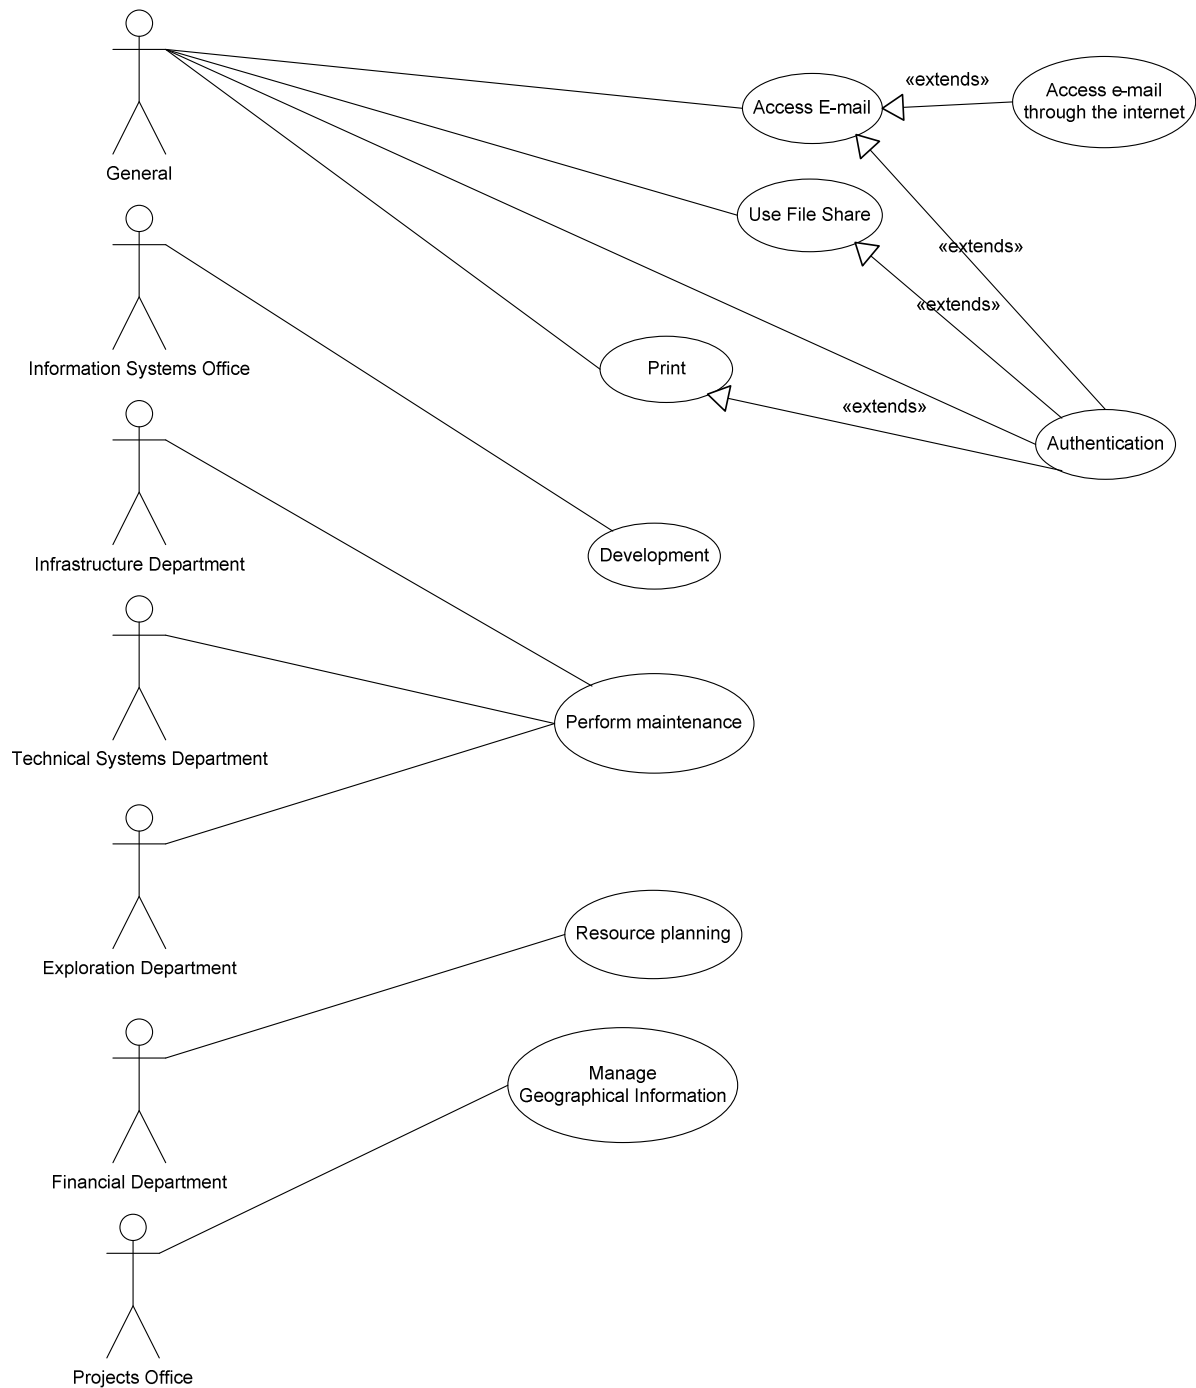 «extends»
Access e-mail
through the internet
Access E-mail
General
Use File Share
«extends»
«extends»
Information Systems Office
Print
«extends»
Authentication
Development
Infrastructure Department
Perform maintenance
Technical Systems Department
Resource planning
Exploration Department
Manage
Geographical Information
Financial Department
Projects Office